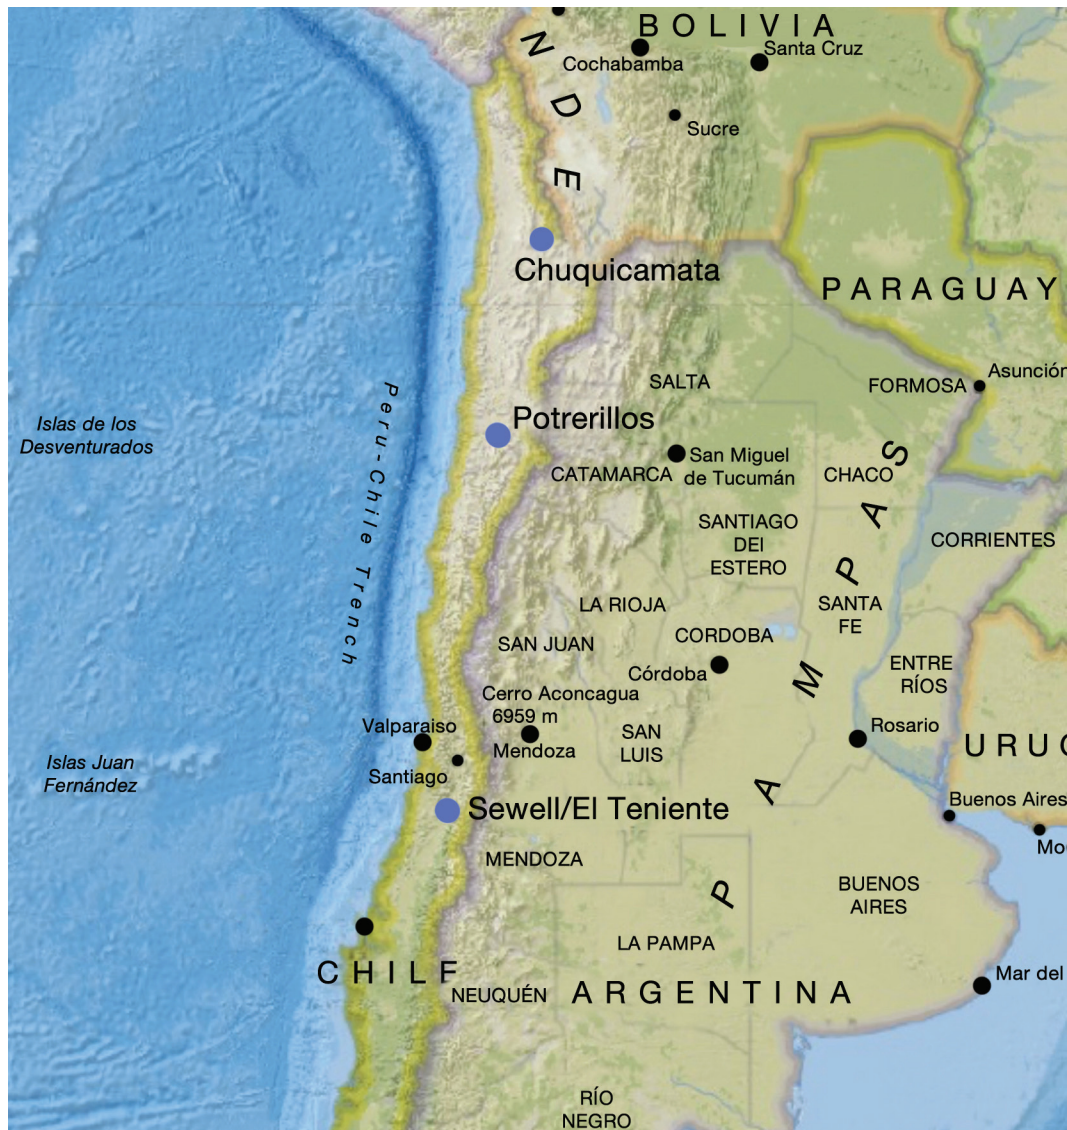 BOLIVIA
Santa Cruz
Cochabamba
Sucre
N
D
E
Chuquicamata
PARAGUAY
Asunción
FORMOSA
SALTA
Potrerillos
Islas de los
Desventurados
Peru-Chile Trench
CATAMARCA
San Miguel
de Tucumán
CHACO
PAMPAS
SANTIAGO
DEI
ESTERO
CORRIENTES
LA RIOJA
SANTA
FE
SAN JUAN
CORDOBA
Córdoba
ENTRE
RÍOS
Cerro Aconcagua
6959 m
Mendoza
Valparaiso
Santiago
SAN
LUIS
Rosario
URUG
Islas Juan
Fernández
Sewell/El Teniente
Buenos Aires
Mo
MENDOZA
BUENOS
AIRES
LA PAMPA
CHILF
NEUQUÉN
ARGENTINA
Mar del
RÍO
NEGRO